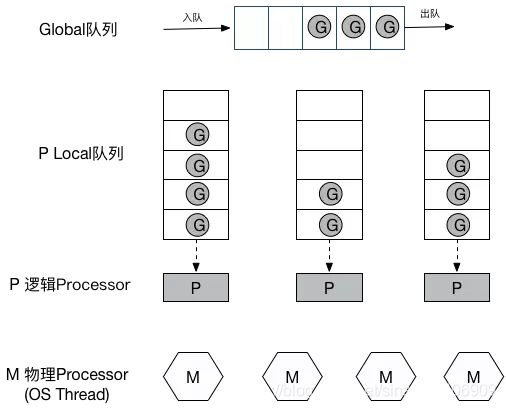 Global队列
入队
G G G
出队
P Local队列
G
G G
G G G
G G G
P 逻辑Processor
P P P
M 物理Processor
(OS Thread)
M M M M